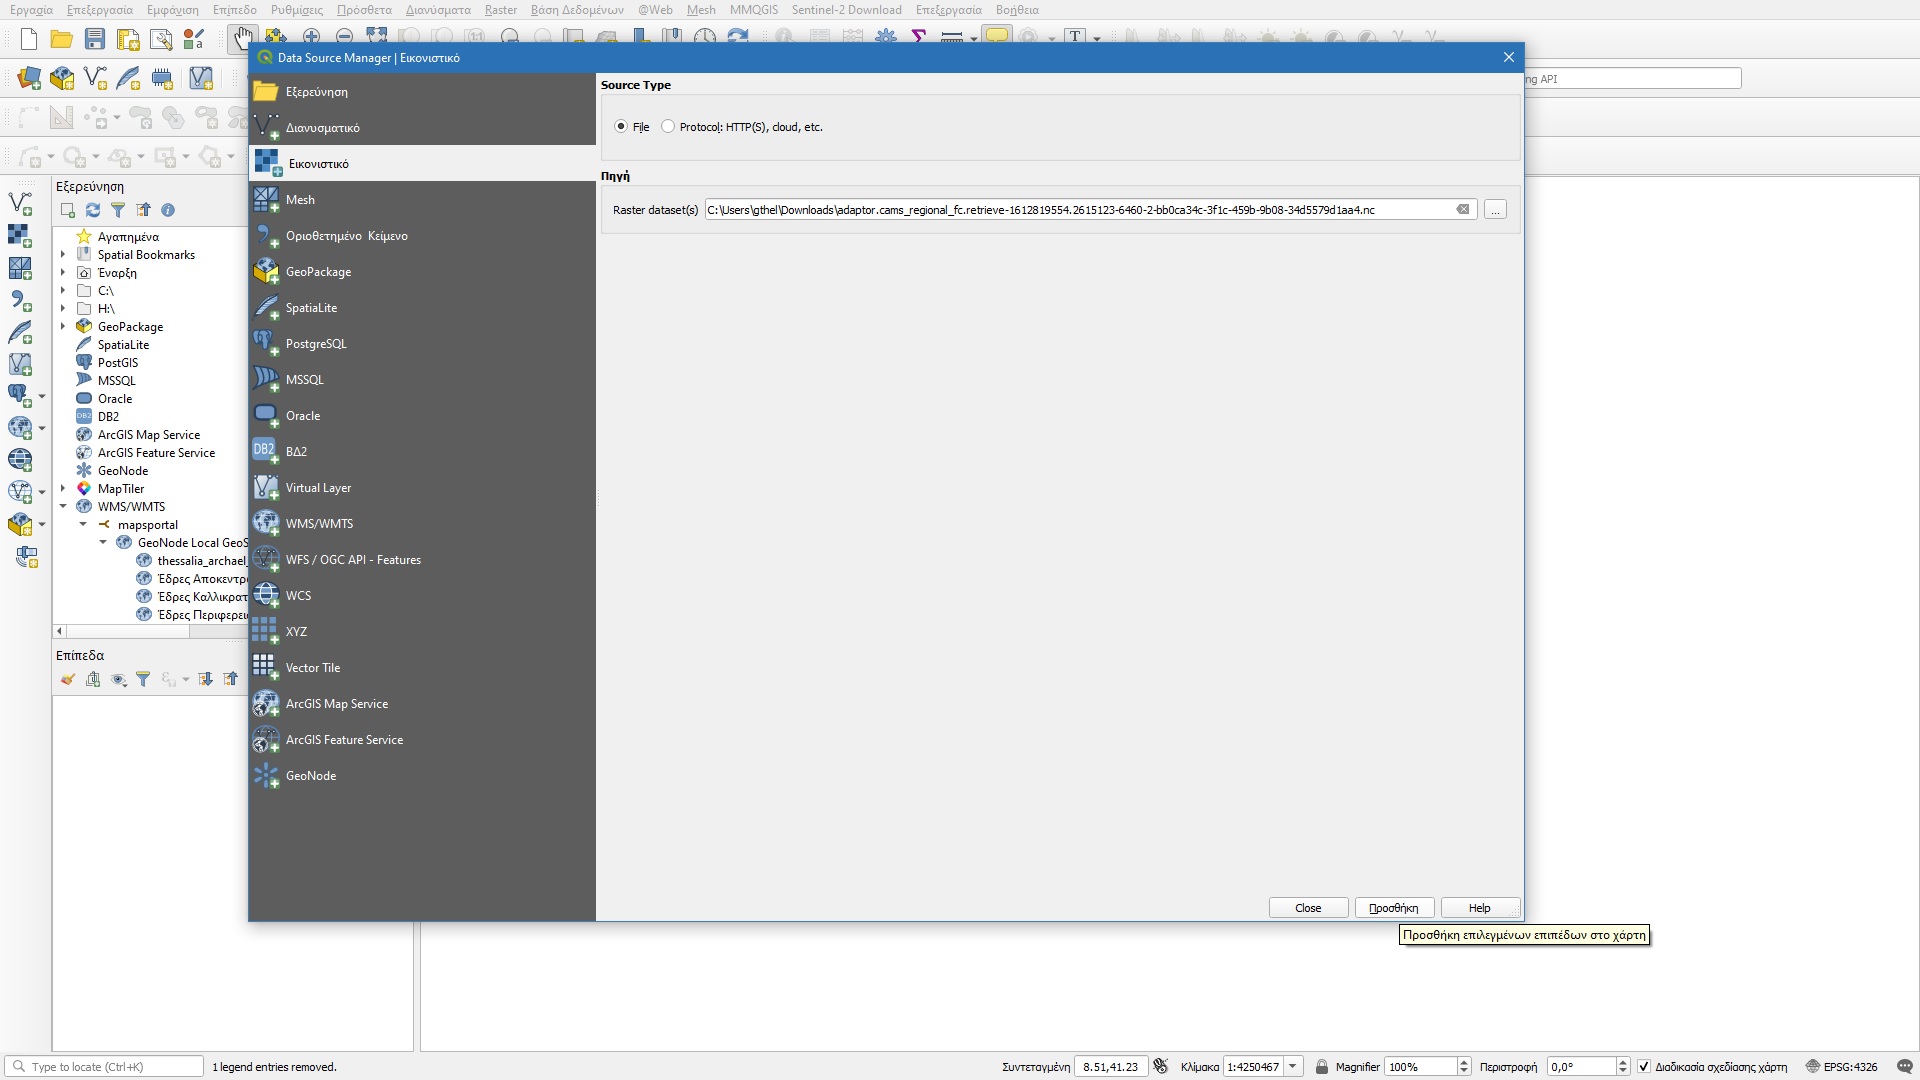 Εργασία Επεξεργασία Εμφάνιση Επίπεδο Ρυθμίσεις Πρόσθετα Διανύσματα Raster Βάση Δεδομένων @Web Mesh MMQGIS Sentinel-2 Download Επεξεργασία Βοήθεια
Data Source Manager | Εικονιστικό
ng API
Εξερεύνηση
Διανυσματικό
Εικονιστικό
Mesh
Οριοθετημένο Κείμενο
GeoPackage
SpatiaLite
PostgreSQL
MSSQL
Oracle
DB2 ΒΔ2
Virtual Layer
WMS/WMTS
WFS / OGC API - Features
WCS
XYZ
Vector Tile
ArcGIS Map Service
ArcGIS Feature Service
GeoNode
Source Type
File Protocol: HTTP(S), cloud, etc.
Πηγή
Raster dataset(s) C:\Users\gthel\Downloads\adaptor.cams_regional_fc.retrieve-1612819554.2615123-6460-2-bb0ca34c-3f1c-459b-9b08-34d5579d1aa4.nc ...
Close Προσθήκη Help
Προσθήκη επιλεγμένων επιπέδων στο χάρτη
Εξερεύνηση
Αγαπημένα
Spatial Bookmarks
Έναρξη
C:\
H:\
GeoPackage
SpatiaLite
PostGIS
MSSQL
Oracle
DB2 DB2
ArcGIS Map Service
ArcGIS Feature Service
GeoNode
MapTiler
WMS/WMTS
mapsportal
GeoNode Local GeoS
thessalia_archael_
Έδρες Αποκεντρ
Έδρες Καλλικρατ
Έδρες Περιφερει
Επίπεδα
Type to locate (Ctrl+K) 1 legend entries removed. Συντεταγμένη 8.51,41.23 Κλίμακα 1:4250467 Magnifier 100% Περιστροφή 0,0° Διαδικασία σχεδίασης χάρτη EPSG:4326